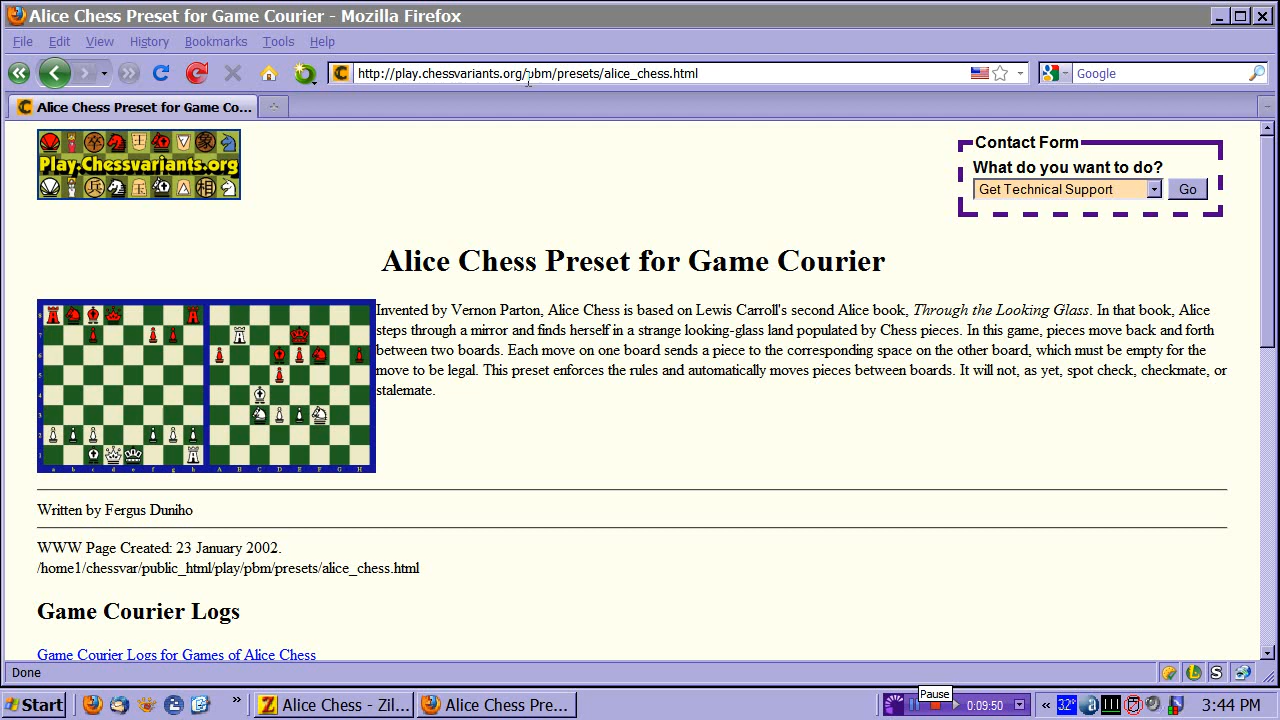 Alice Chess Preset for Game Courier - Mozilla Firefox
File Edit View History Bookmarks Tools Help
http://play.chessvariants.org/pbm/presets/alice_chess.html
Google
Alice Chess Preset for Game Co...
Play.Chessvariants.org
Contact Form
What do you want to do?
Get Technical Support
Go
Alice Chess Preset for Game Courier
Invented by Vernon Parton, Alice Chess is based on Lewis Carroll's second Alice book, Through the Looking Glass. In that book, Alice
steps through a mirror and finds herself in a strange looking-glass land populated by Chess pieces. In this game, pieces move back and forth
between two boards. Each move on one board sends a piece to the corresponding space on the other board, which must be empty for the
move to be legal. This preset enforces the rules and automatically moves pieces between boards. It will not, as yet, spot check, checkmate, or
stalemate.
8
7
6
5
4
3
2
1
a b c d e f g h A B C D E F G H
Written by Fergus Duniho
WWW Page Created: 23 January 2002.
/home1/chessvar/public_html/play/pbm/presets/alice_chess.html
Game Courier Logs
Game Courier Logs for Games of Alice Chess
Done
Pause
Start
Alice Chess - Zil...
Alice Chess Pre...
0:09:50
32°
3:44 PM